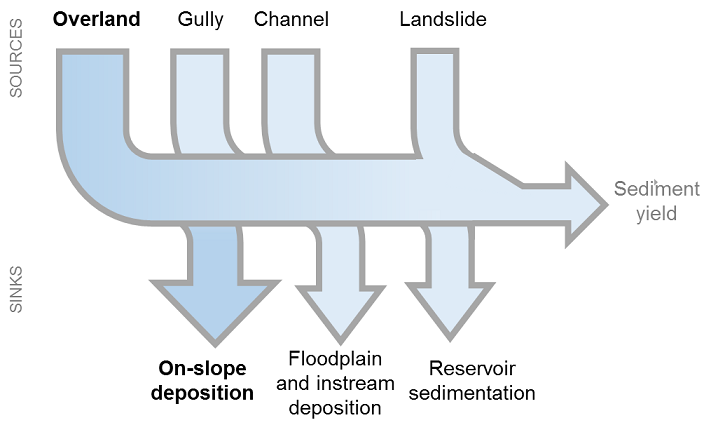 SOURCES
Overland
Gully
Channel
Landslide
Sediment
yield
SINKS
On-slope
deposition
Floodplain
and instream
deposition
Reservoir
sedimentation